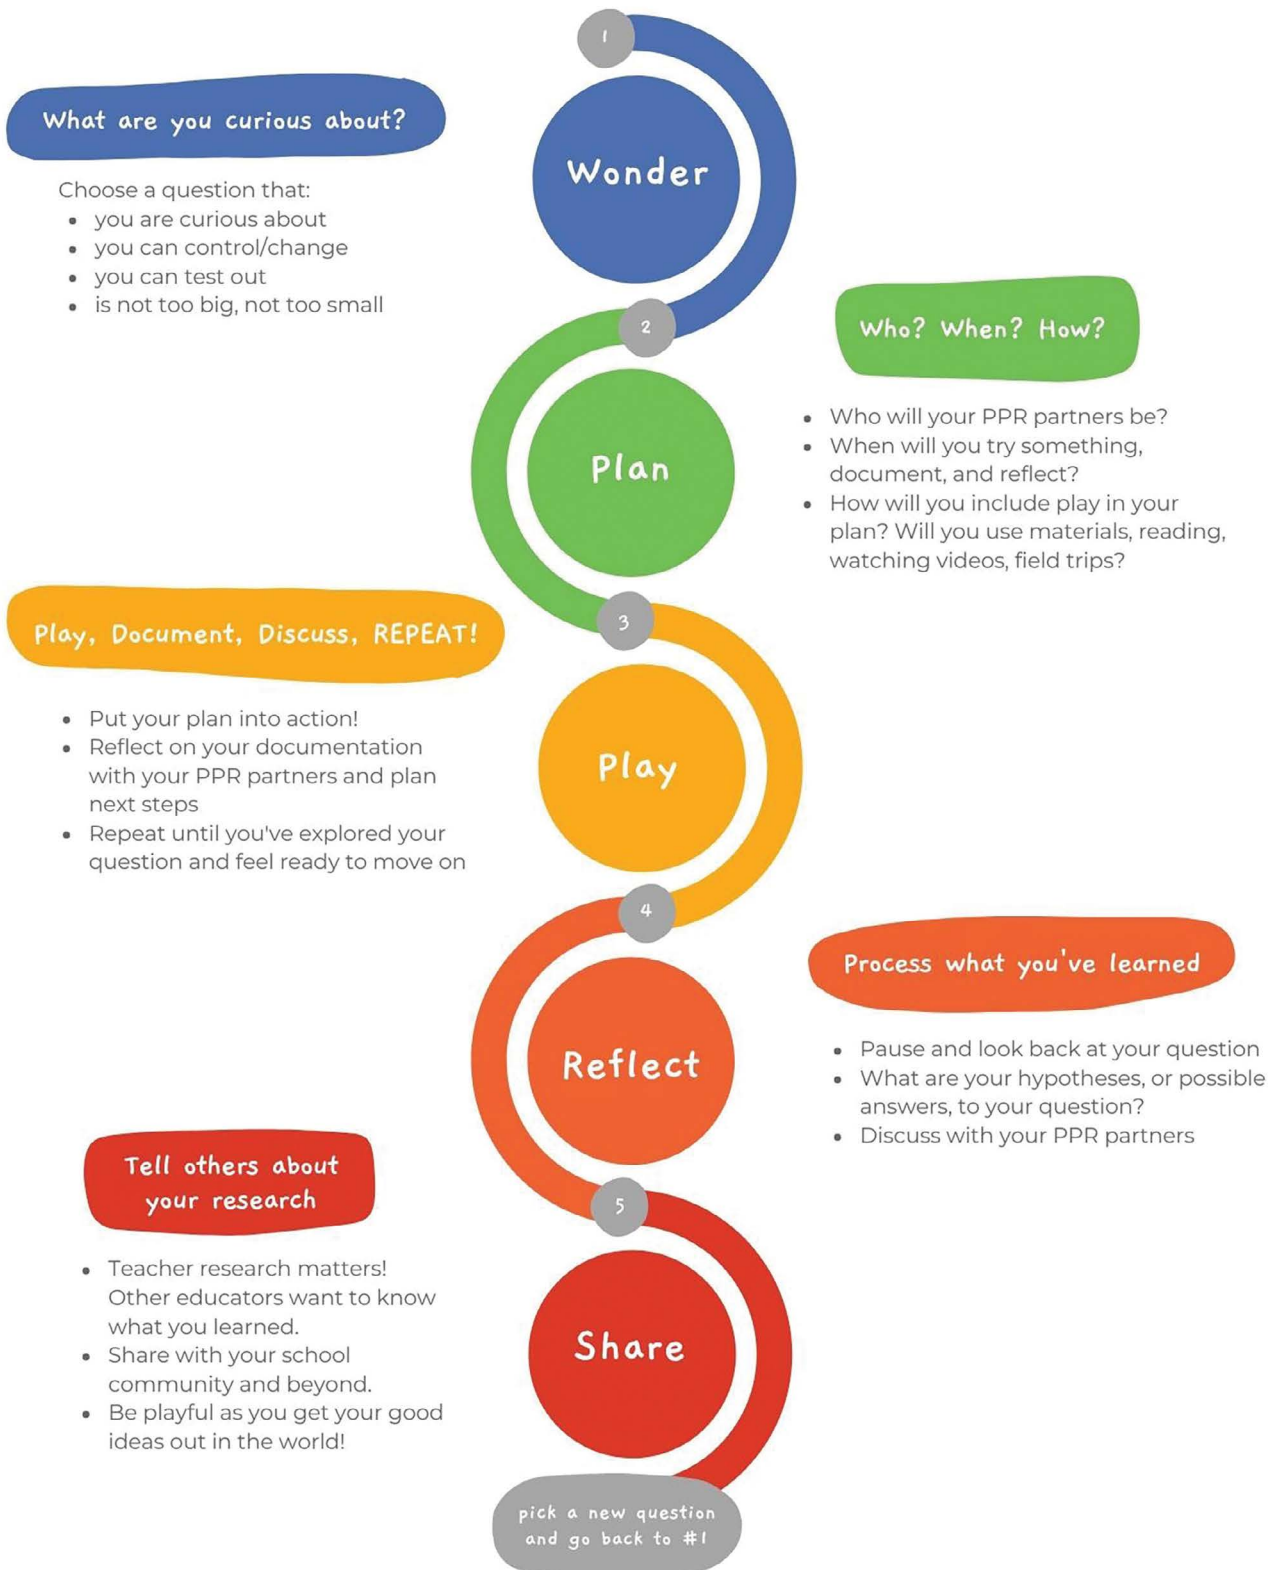 1
What are you curious about?
Wonder
Choose a question that:
• you are curious about
• you can control/change
• you can test out
• is not too big, not too small
2
Who? When? How?
Plan
• Who will your PPR partners be?
• When will you try something,
document, and reflect?
• How will you include play in your
plan? Will you use materials, reading,
watching videos, field trips?
3
Play, Document, Discuss, REPEAT!
Play
• Put your plan into action!
• Reflect on your documentation
with your PPR partners and plan
next steps
• Repeat until you've explored your
question and feel ready to move on
4
Process what you've learned
Reflect
• Pause and look back at your question
• What are your hypotheses, or possible
answers, to your question?
• Discuss with your PPR partners
5
Tell others about
your research
Share
• Teacher research matters!
Other educators want to know
what you learned.
• Share with your school
community and beyond.
• Be playful as you get your good
ideas out in the world!
pick a new question
and go back to #1